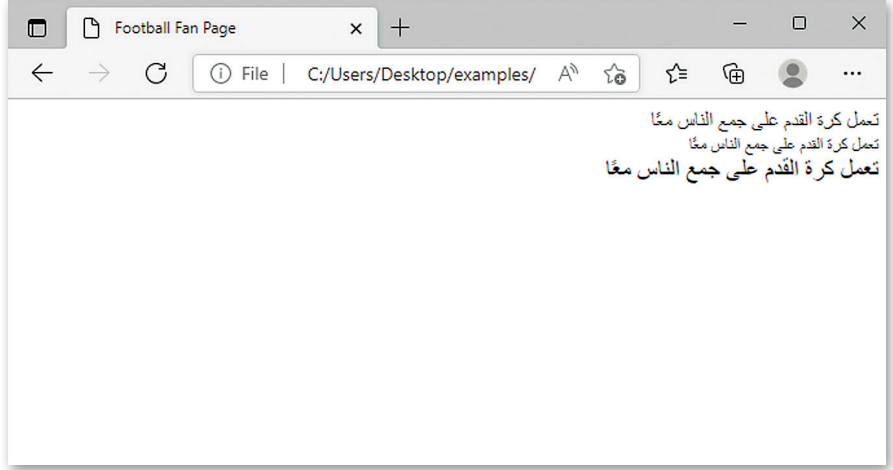 Football Fan Page
File | C:/Users/Desktop/examples/
تعمل كرة القدم على جمع الناس معًا
تعمل كرة القدم على جمع الناس معًا
تعمل كرة القدم على جمع الناس معًا